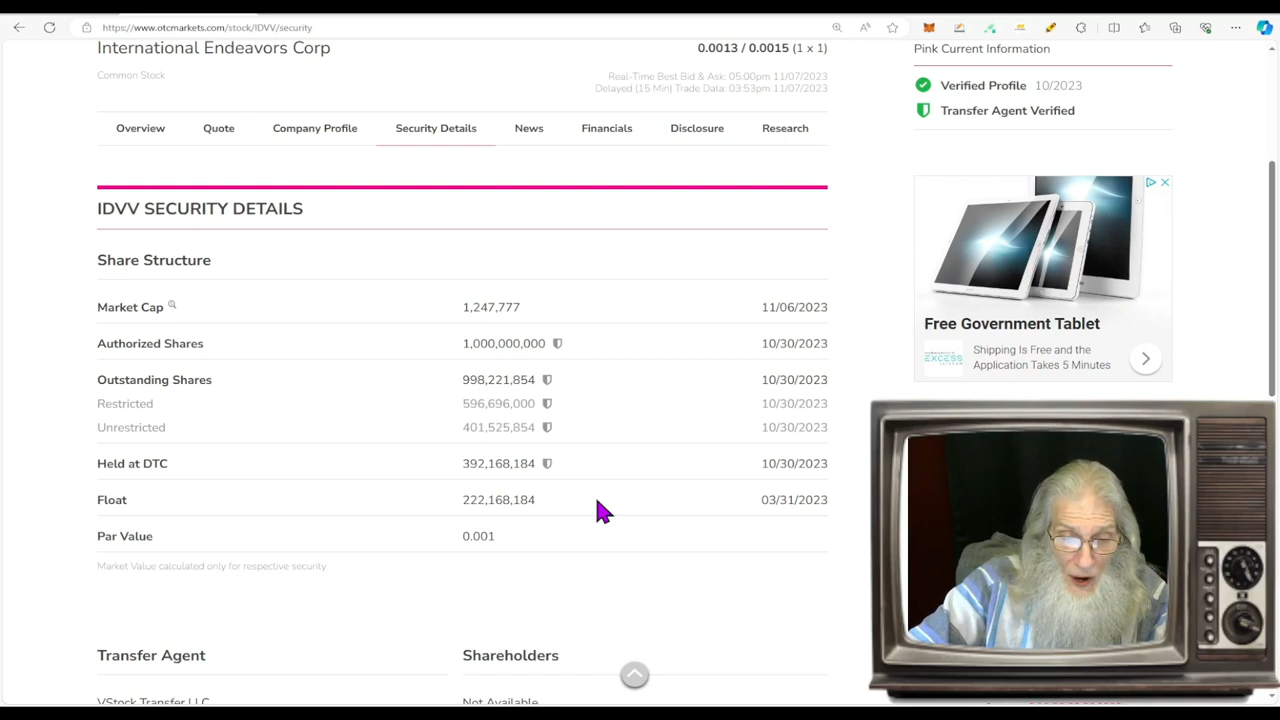 https://www.otcmarkets.com/stock/IDVV/security
International Endeavors Corp
0.0013 / 0.0015 (1 x 1)
Common Stock
Real-Time Best Bid & Ask: 05:00pm 11/07/2023
Delayed (15 Min) Trade Data: 03:53pm 11/07/2023
Pink Current Information
Verified Profile 10/2023
Transfer Agent Verified
Overview Quote Company Profile Security Details News Financials Disclosure Research
IDVV SECURITY DETAILS
Share Structure
Market Cap 1,247,777 11/06/2023
Authorized Shares 1,000,000,000 10/30/2023
Outstanding Shares 998,221,854 10/30/2023
Restricted 596,696,000 10/30/2023
Unrestricted 401,525,854 10/30/2023
Held at DTC 392,168,184 10/30/2023
Float 222,168,184 03/31/2023
Par Value 0.001
Market Value calculated only for respective security
Transfer Agent
Shareholders
VStock Transfer LLC
Not Available
Free Government Tablet
EXCESS
Shipping Is Free and the
Application Takes 5 Minutes